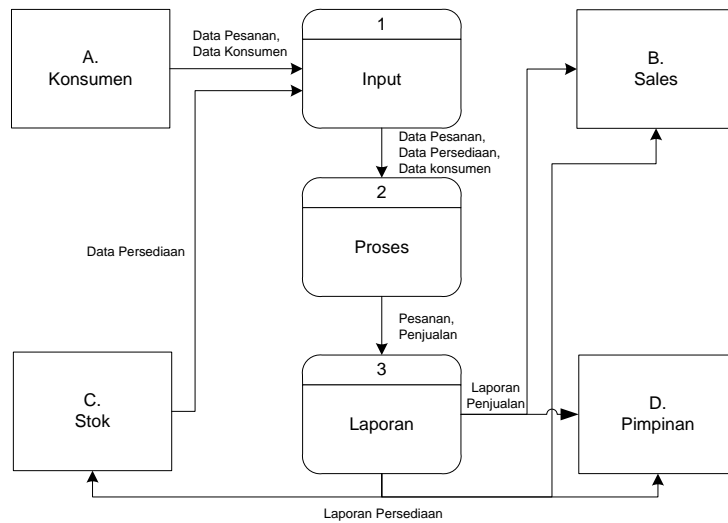 A.
Konsumen
Data Pesanan,
Data Konsumen
1
Input
B.
Sales
Data Pesanan,
Data Persediaan,
Data konsumen
2
Proses
Data Persediaan
Pesanan,
Penjualan
3
Laporan
C.
Stok
Laporan
Penjualan
D.
Pimpinan
Laporan Persediaan